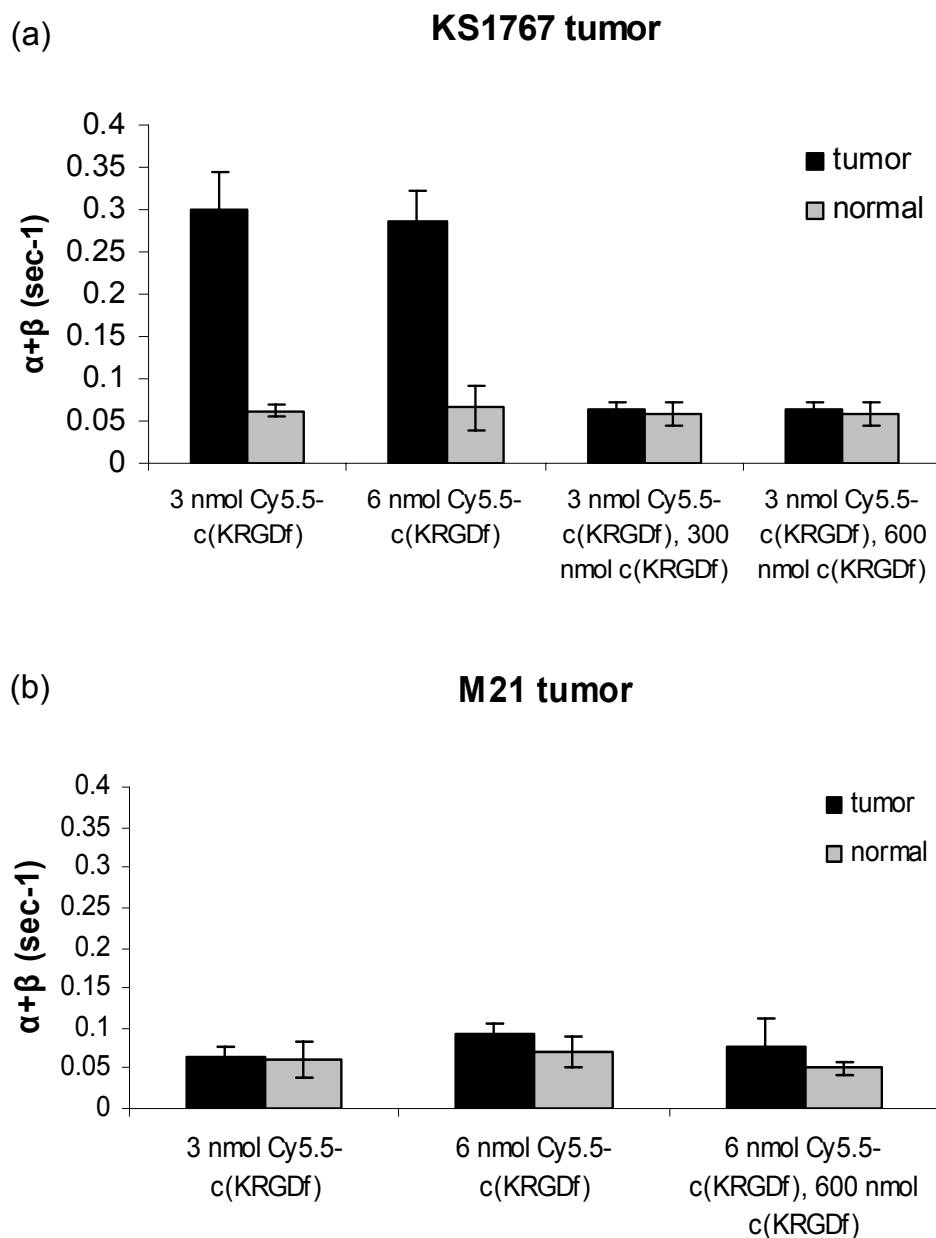 (a)
KS1767 tumor
0.4
0.35
0.3
0.25
0.2
0.15
0.1
0.05
0
α+β (sec-1)
tumor
normal
3 nmol Cy5.5-
c(KRGDf)
6 nmol Cy5.5-
c(KRGDf)
3 nmol Cy5.5-
c(KRGDf), 300
nmol c(KRGDf)
3 nmol Cy5.5-
c(KRGDf), 600
nmol c(KRGDf)
(b)
M21 tumor
0.4
0.35
0.3
0.25
0.2
0.15
0.1
0.05
0
α+β (sec-1)
tumor
normal
3 nmol Cy5.5-
c(KRGDf)
6 nmol Cy5.5-
c(KRGDf)
6 nmol Cy5.5-
c(KRGDf), 600 nmol
c(KRGDf)